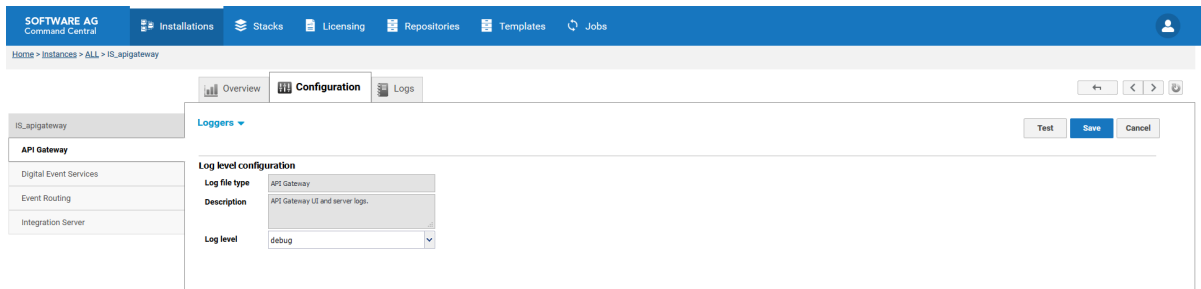 SOFTWARE AG
Command Central
Installations
Stacks
Licensing
Repositories
Templates
Jobs
Home > Instances > ALL > IS_apigateway
Overview
Configuration
Logs
IS_apigateway
API Gateway
Digital Event Services
Event Routing
Integration Server
Loggers
Test
Save
Cancel
Log level configuration
Log file type
API Gateway
Description
API Gateway UI and server logs.
Log level
debug